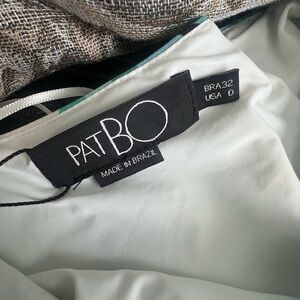 PATBO
MADE IN BRAZIL
BRA 32
USA 0